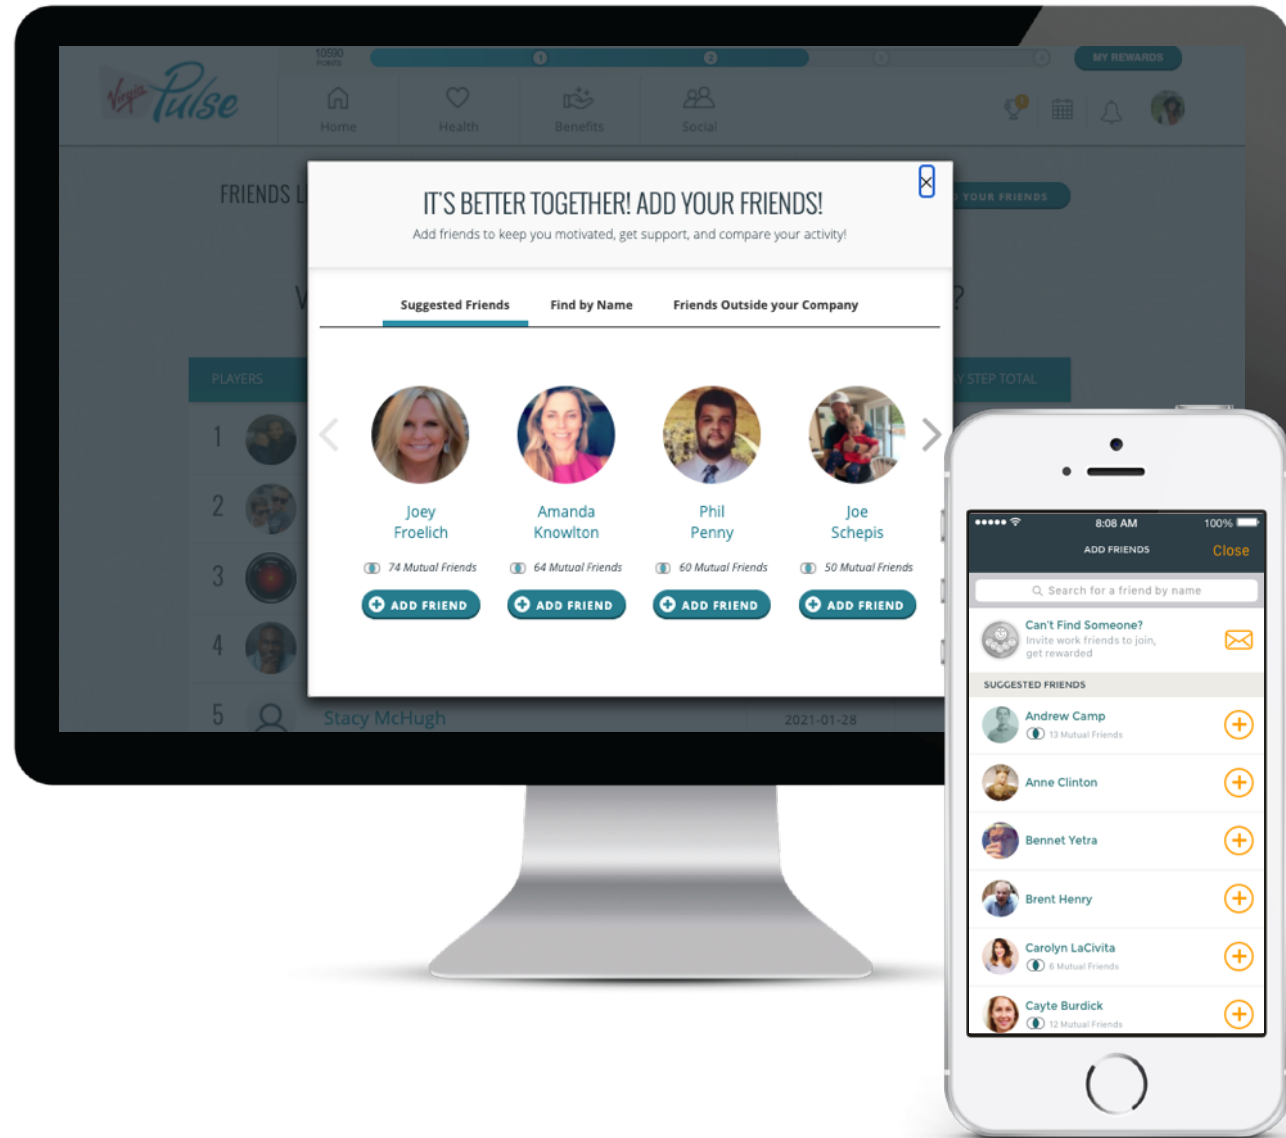 10590
POINTS
1
2
3
4
MY REWARDS
Virgin Pulse
Home
Health
Benefits
Social
FRIENDS L
YOUR FRIENDS
IT'S BETTER TOGETHER! ADD YOUR FRIENDS!
Add friends to keep you motivated, get support, and compare your activity!
W
?
Suggested Friends
Find by Name
Friends Outside your Company
PLAYERS
AY STEP TOTAL
1
2
3
4
5
Joey
Froelich
74 Mutual Friends
ADD FRIEND
Amanda
Knowlton
64 Mutual Friends
ADD FRIEND
Phil
Penny
60 Mutual Friends
ADD FRIEND
Joe
Schepis
50 Mutual Friends
ADD FRIEND
Stacy McHugh
2021-01-28
8:08 AM
100%
ADD FRIENDS
Close
Search for a friend by name
Can't Find Someone?
Invite work friends to join,
get rewarded
SUGGESTED FRIENDS
Andrew Camp
13 Mutual Friends
Anne Clinton
Bennet Yetra
Brent Henry
Carolyn LaCivita
6 Mutual Friends
Cayte Burdick
12 Mutual Friends